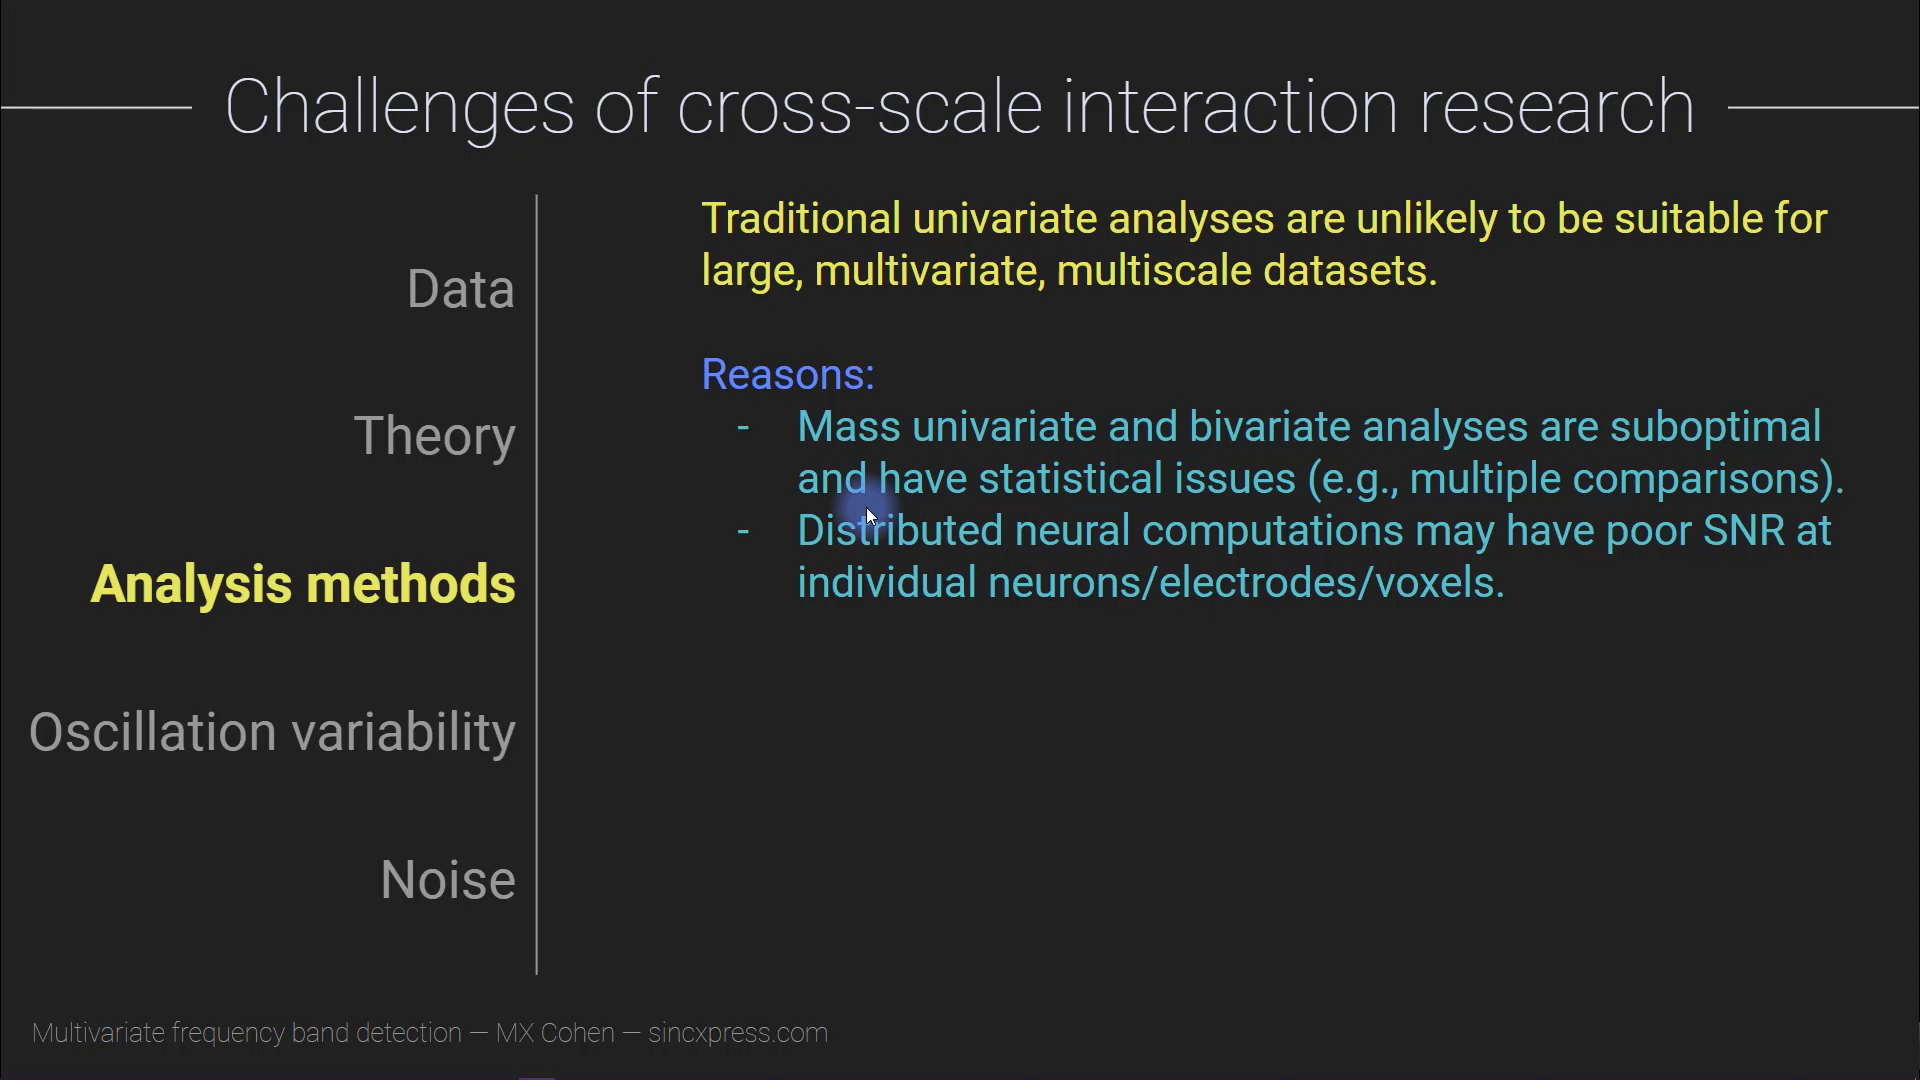 Challenges of cross-scale interaction research
Data
Theory
Analysis methods
Oscillation variability
Noise
Traditional univariate analyses are unlikely to be suitable for
large, multivariate, multiscale datasets.
Reasons:
- Mass univariate and bivariate analyses are suboptimal
and have statistical issues (e.g., multiple comparisons).
- Distributed neural computations may have poor SNR at
individual neurons/electrodes/voxels.
Multivariate frequency band detection — MX Cohen — sincxpress.com